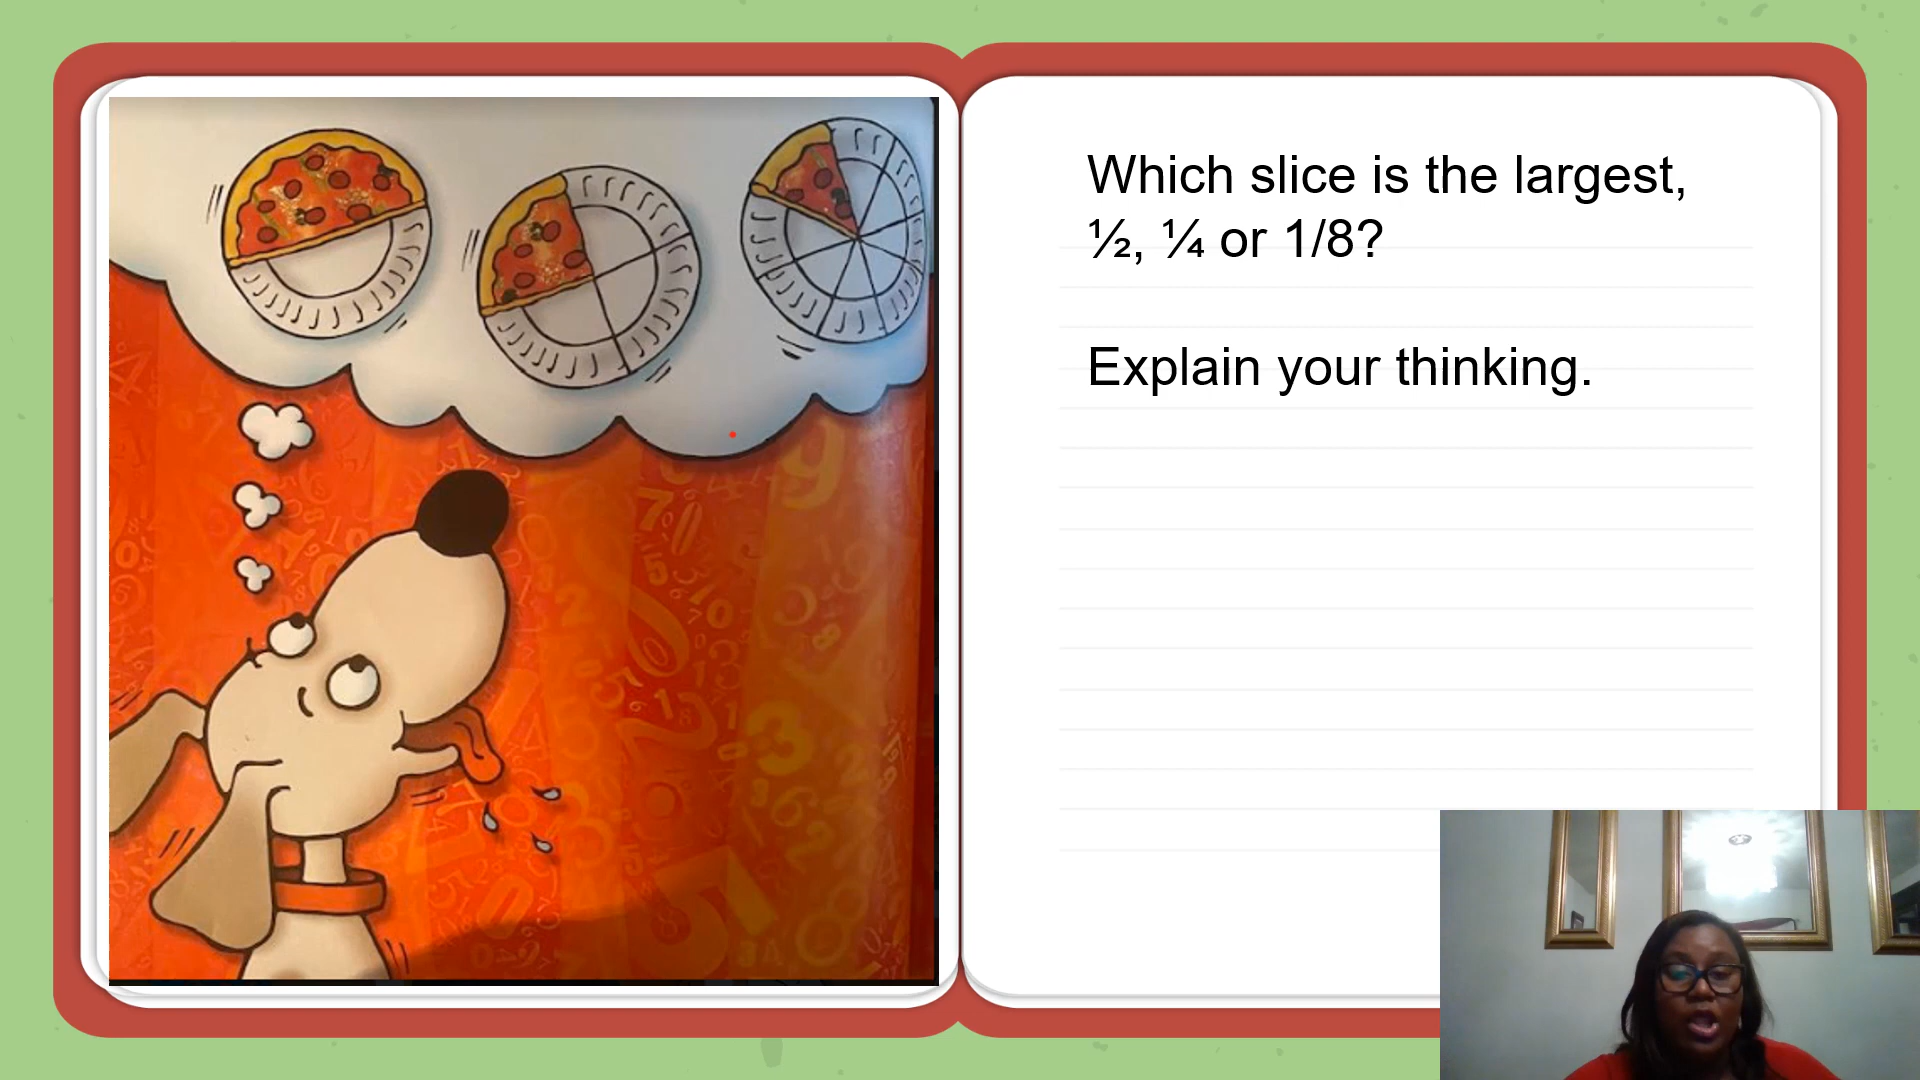 Which slice is the largest,
½, ¼ or 1/8?
Explain your thinking.